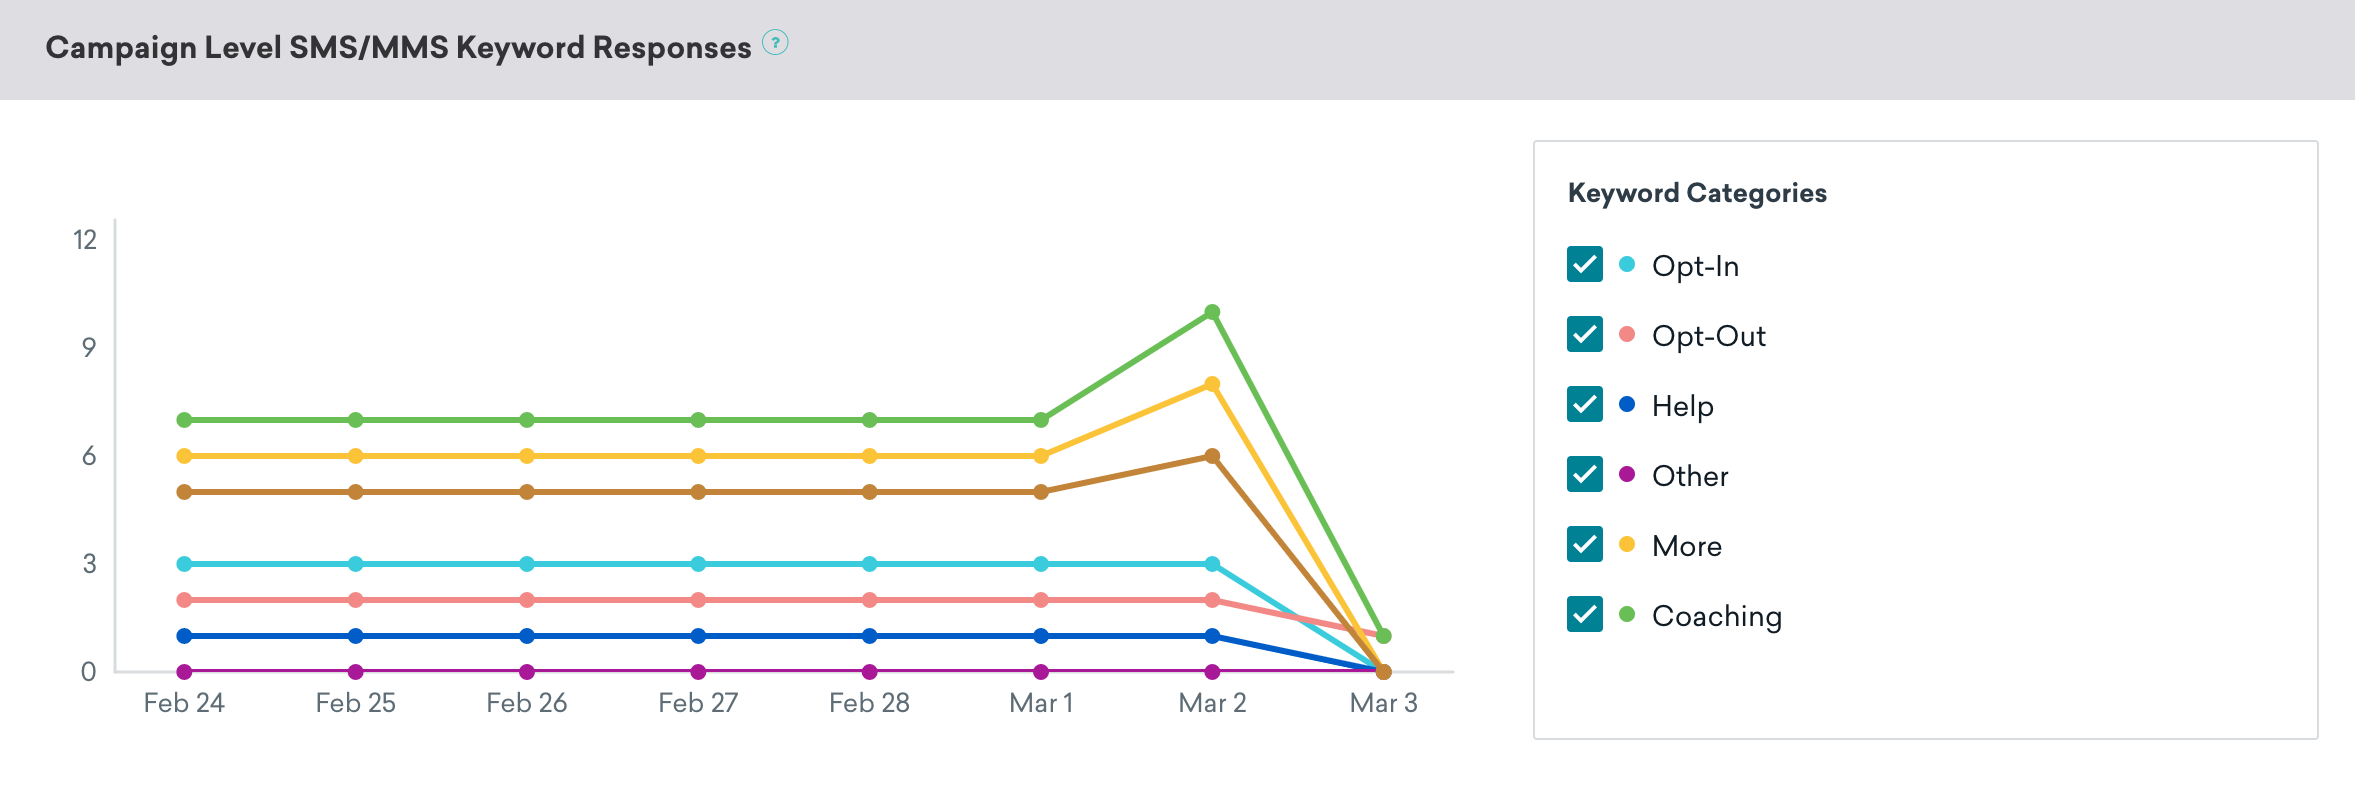 Campaign Level SMS/MMS Keyword Responses ?
12
9
6
3
0
Feb 24 Feb 25 Feb 26 Feb 27 Feb 28 Mar 1 Mar 2 Mar 3
Keyword Categories
Opt-In
Opt-Out
Help
Other
More
Coaching